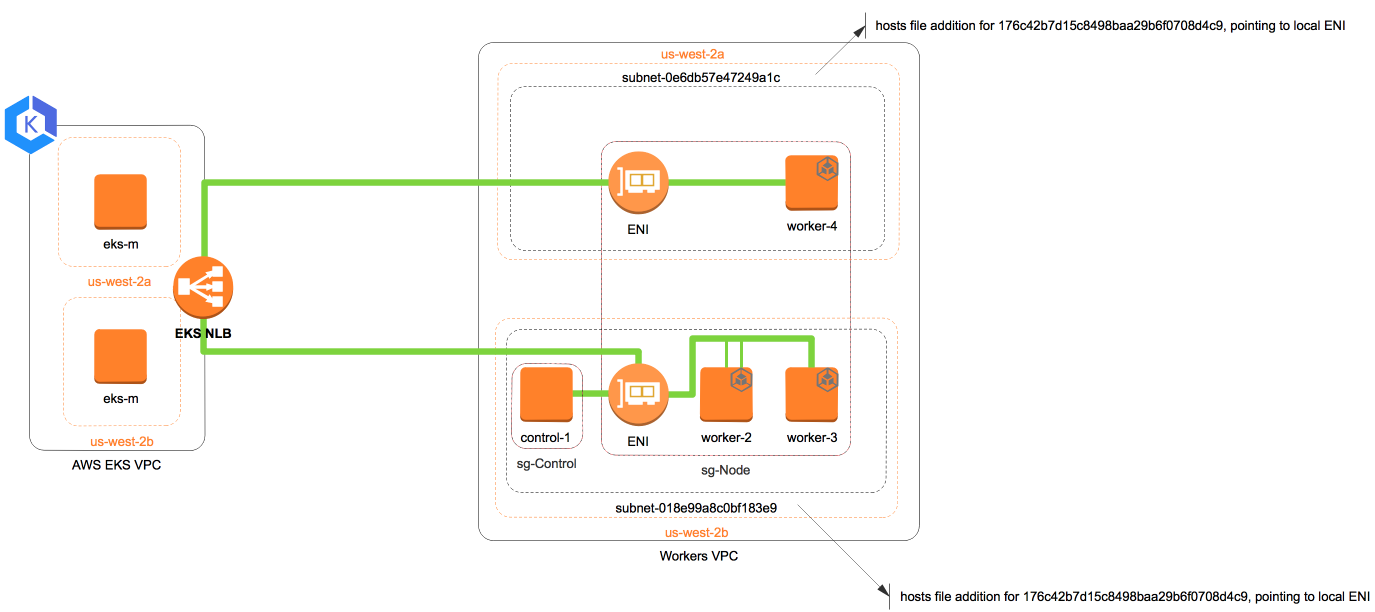 hosts file addition for 176c42b7d15c8498baa29b6f0708d4c9, pointing to local ENI
us-west-2a
subnet-0e6db57e47249a1c
K
eks-m
us-west-2a
ENI
worker-4
EKS NLB
eks-m
us-west-2b
AWS EKS VPC
control-1
ENI
worker-2
worker-3
sg-Control
sg-Node
subnet-018e99a8c0bf183e9
us-west-2b
Workers VPC
hosts file addition for 176c42b7d15c8498baa29b6f0708d4c9, pointing to local ENI